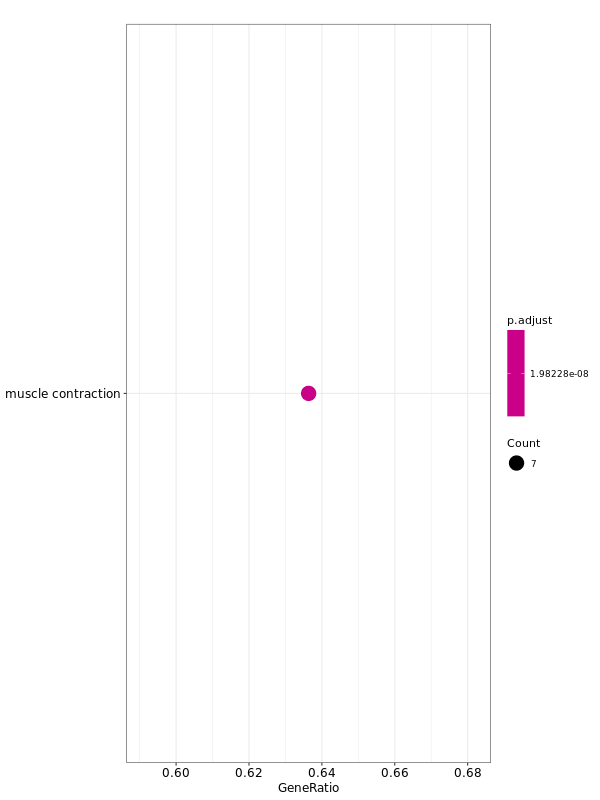 p.adjust
1.98228e-08
muscle contraction
Count
7
0.60 0.62 0.64 0.66 0.68
GeneRatio